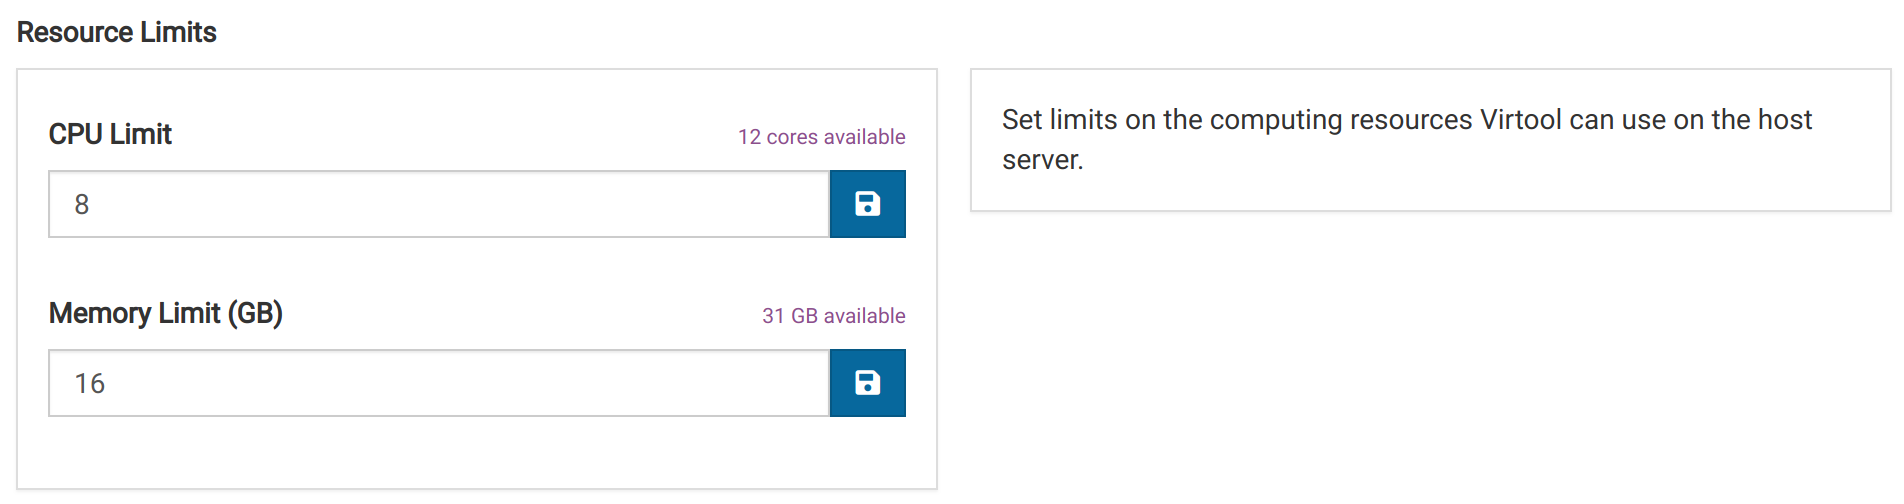 Resource Limits
CPU Limit
12 cores available
8
Memory Limit (GB)
31 GB available
16
Set limits on the computing resources Virtool can use on the host
server.